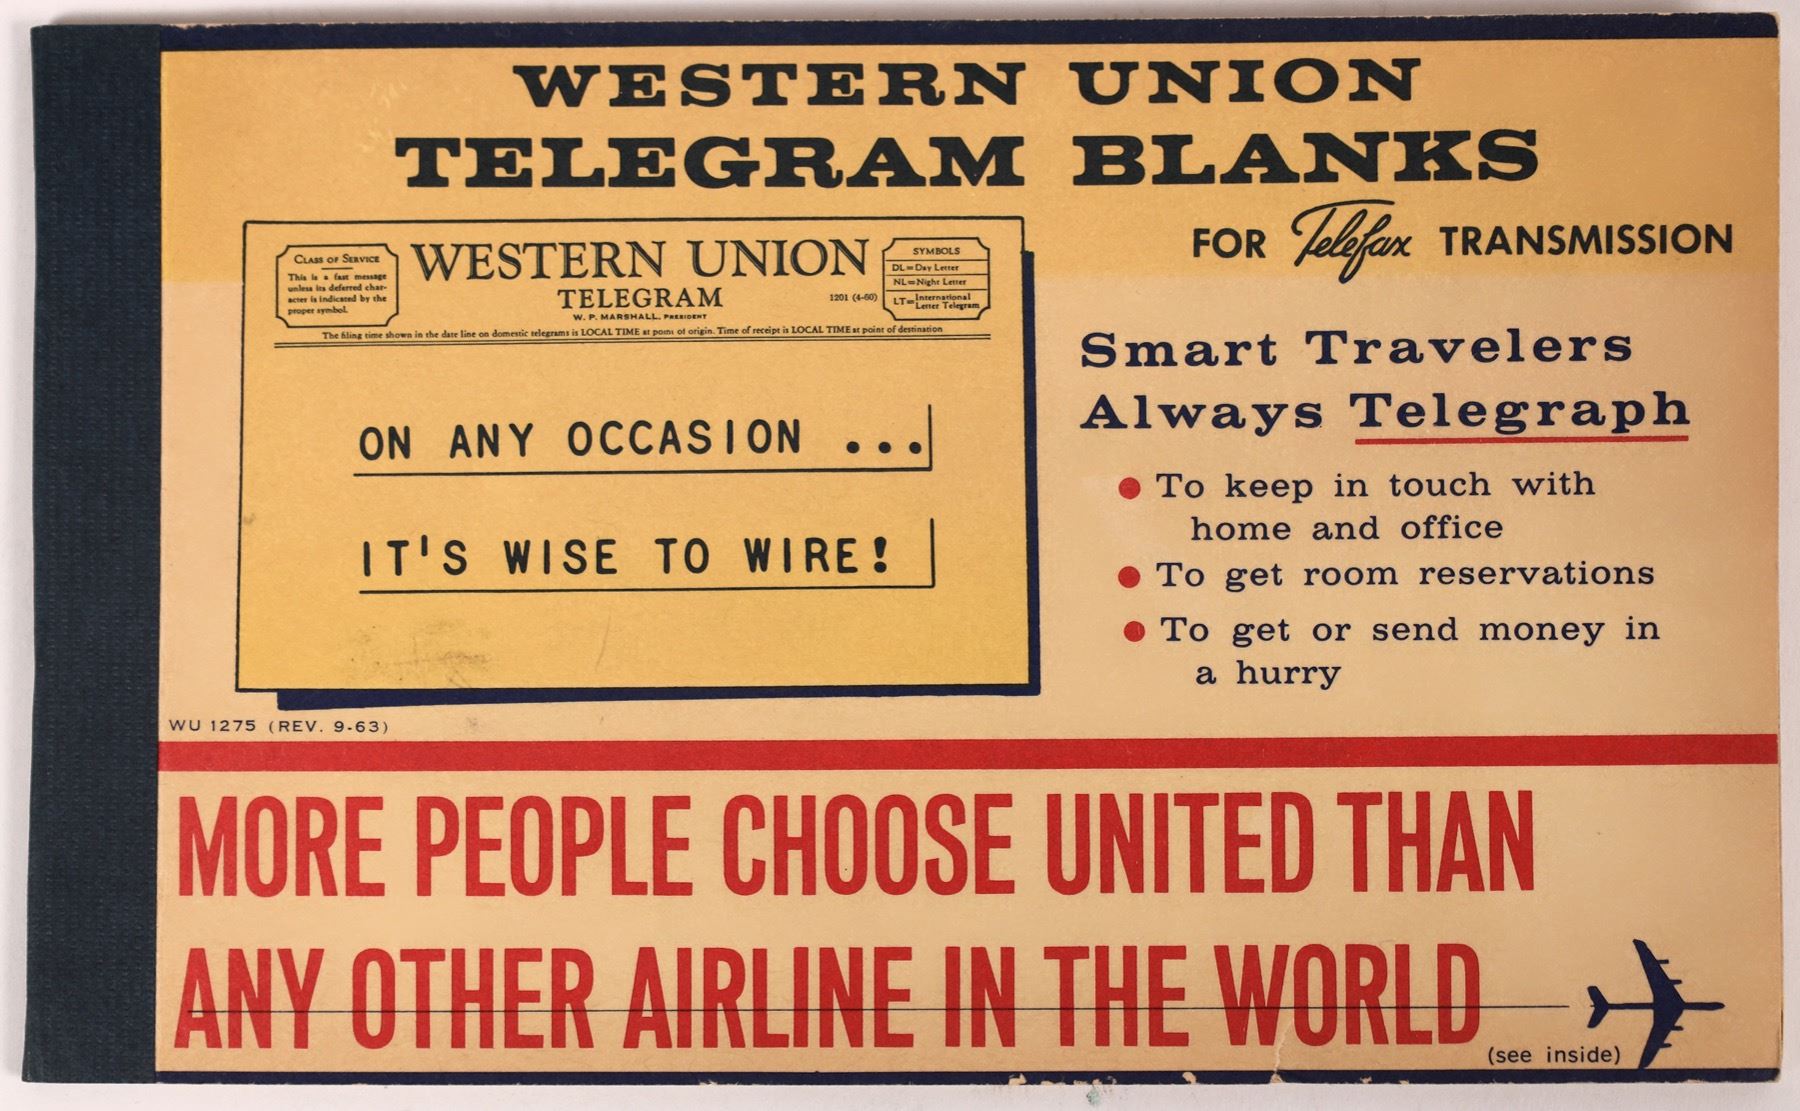 WESTERN UNION
TELEGRAM BLANKS
FOR Telefax TRANSMISSION
CLASS OF SERVICE
This is a fast message
unless its deferred char-
acter is indicated by the
proper symbol.
WESTERN UNION
TELEGRAM
W. P. MARSHALL, PRESIDENT
1201 (4-60)
SYMBOLS
DL=Day Letter
NL=Night Letter
LT=International
Letter Telegram
The filing time shown in the date line on domestic telegrams is LOCAL TIME at point of origin. Time of receipt is LOCAL TIME at point of destination
ON ANY OCCASION ...
IT'S WISE TO WIRE!
Smart Travelers
Always Telegraph
● To keep in touch with
home and office
● To get room reservations
● To get or send money in
a hurry
WU 1275 (REV. 9-63)
MORE PEOPLE CHOOSE UNITED THAN
ANY OTHER AIRLINE IN THE WORLD
(see inside)